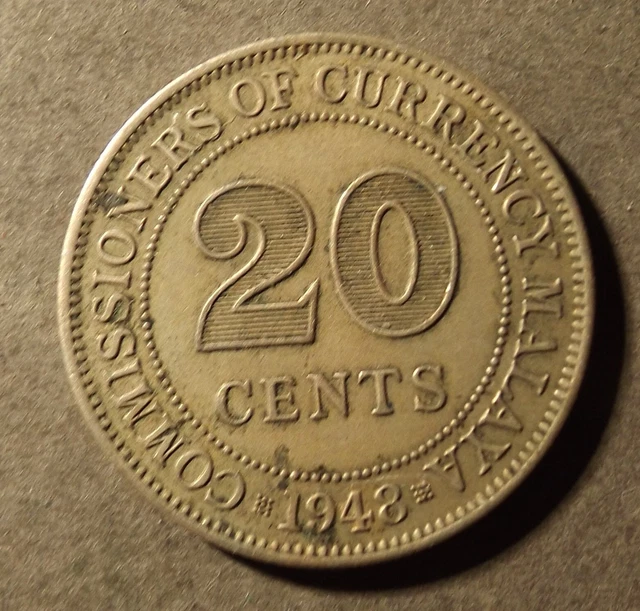 COMMISSIONERS OF CURRENCY MALAYA
20
CENTS
1948